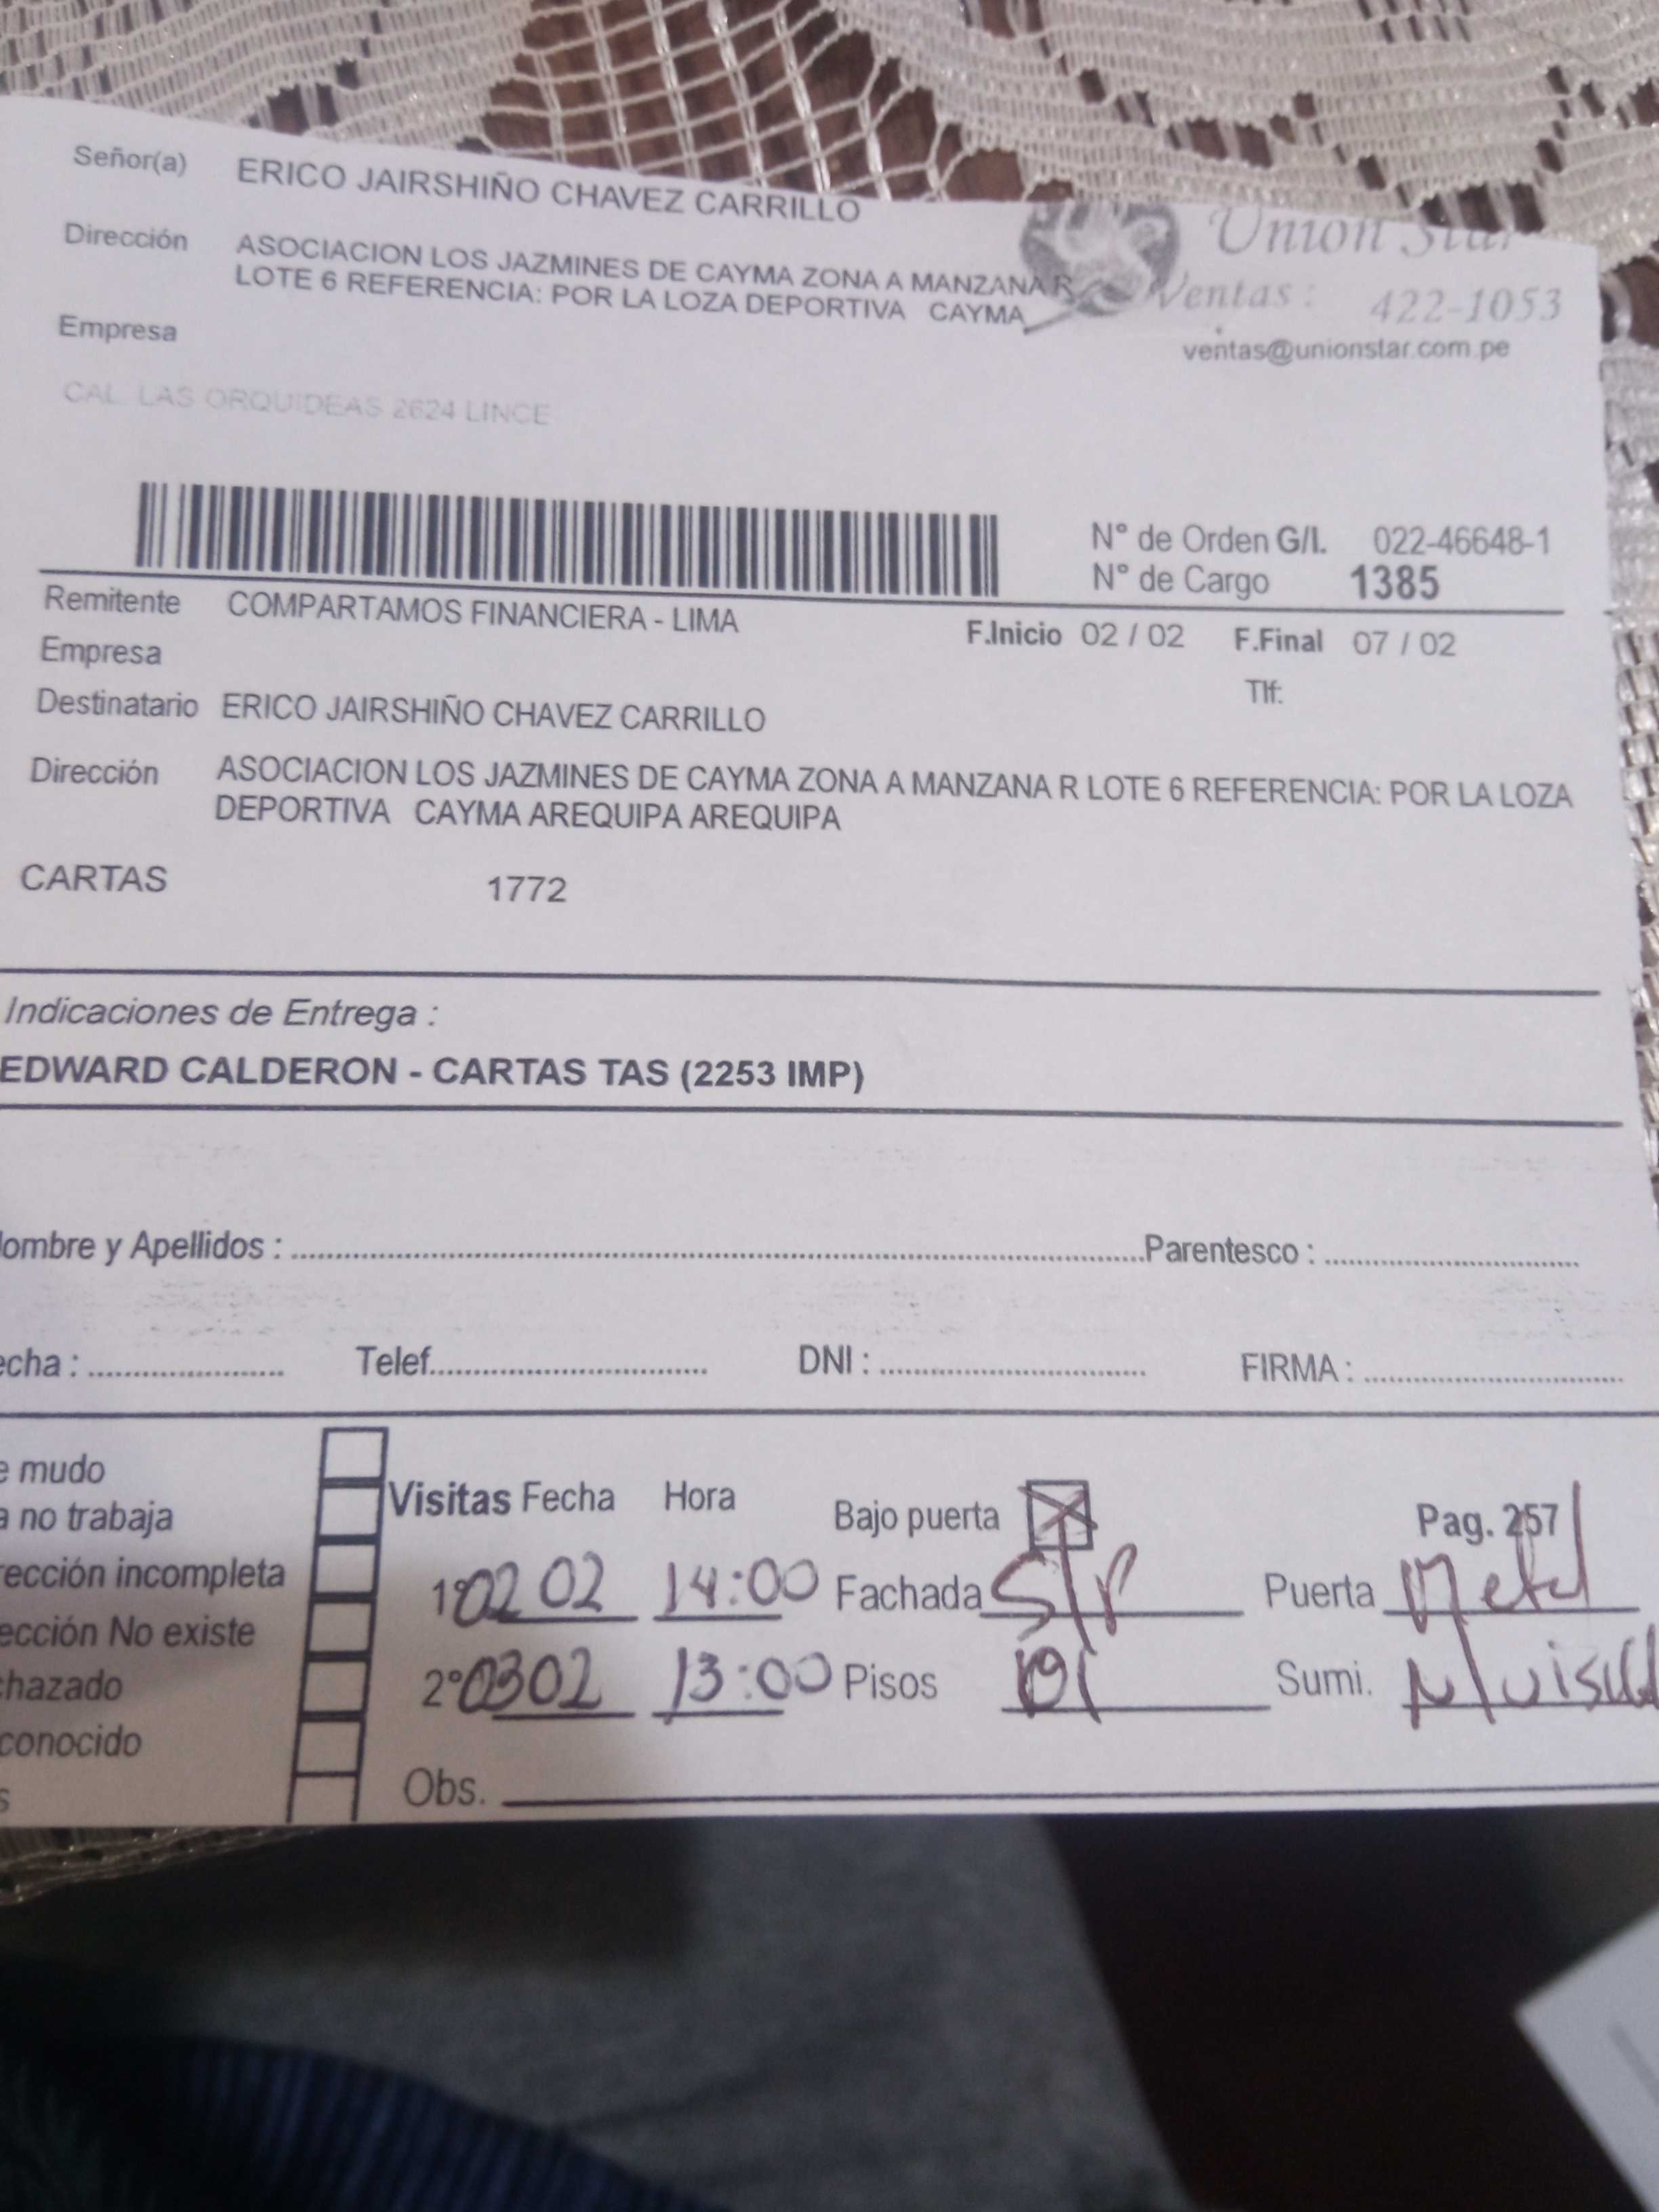 Señor(a) ERICO JAIRSHIÑO CHAVEZ CARRILLO
Union Star
Dirección ASOCIACION LOS JAZMINES DE CAYMA ZONA A MANZANA R
LOTE 6 REFERENCIA: POR LA LOZA DEPORTIVA CAYMA
Ventas : 422-1053
Empresa
ventas@unionstar.com.pe
CAL. LAS ORQUIDEAS 2624 LINCE
N° de Orden G/I. 022-46648-1
N° de Cargo 1385
Remitente COMPARTAMOS FINANCIERA - LIMA
F.Inicio 02 / 02 F.Final 07 / 02
Empresa
Tlf:
Destinatario ERICO JAIRSHIÑO CHAVEZ CARRILLO
Dirección ASOCIACION LOS JAZMINES DE CAYMA ZONA A MANZANA R LOTE 6 REFERENCIA: POR LA LOZA
DEPORTIVA CAYMA AREQUIPA AREQUIPA
CARTAS 1772
Indicaciones de Entrega :
EDWARD CALDERON - CARTAS TAS (2253 IMP)
ombre y Apellidos : Parentesco :
echa : Telef. DNI : FIRMA :
e mudo
a no trabaja
rección incompleta
ección No existe
chazado
conocido
s
Visitas Fecha Hora Bajo puerta Pag. 257
1° 02 02 14:00 Fachada S/P Puerta Metal
2° 03 02 13:00 Pisos 01 Sumi.
Obs.